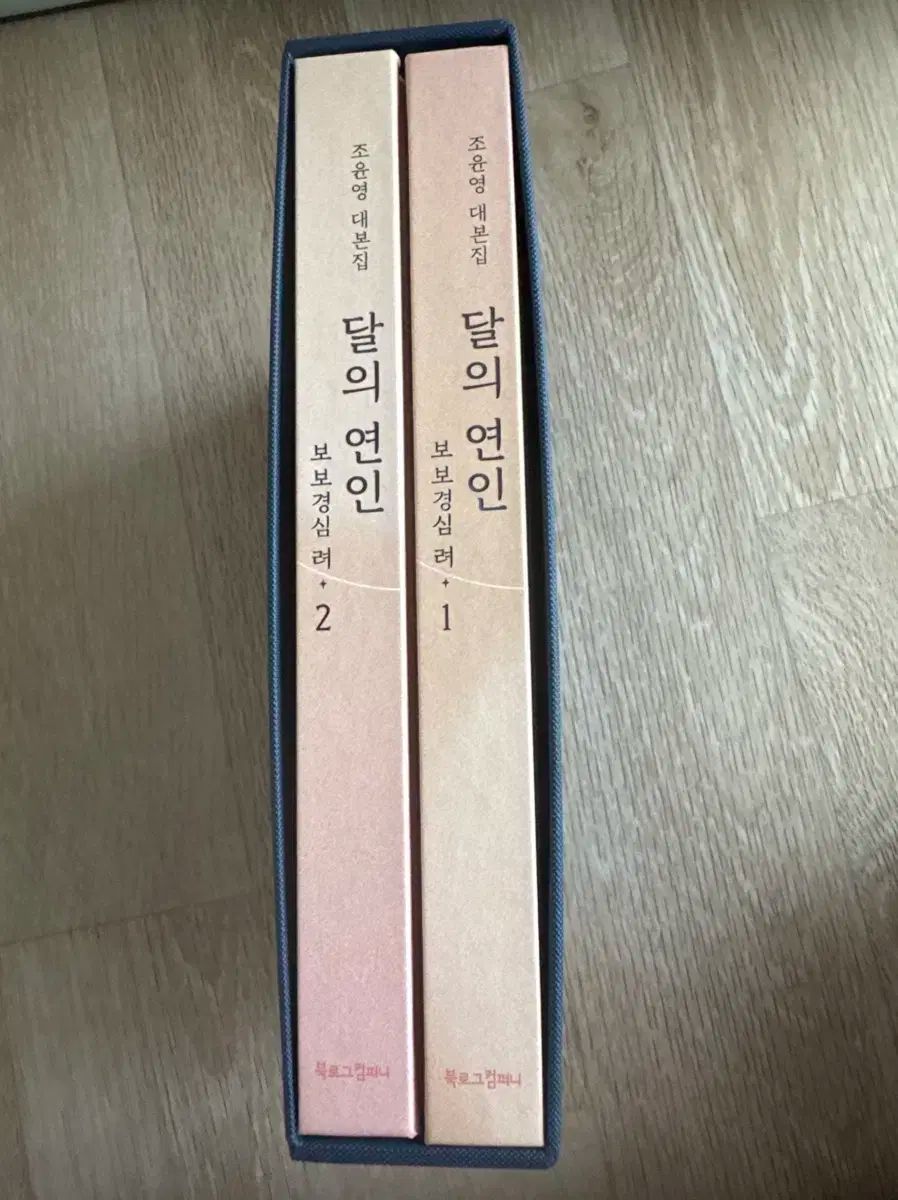 조윤영 대본집
달의 연인
보보경심 려 2
북로그컴퍼니
조윤영 대본집
달의 연인
보보경심 려 1
북로그컴퍼니